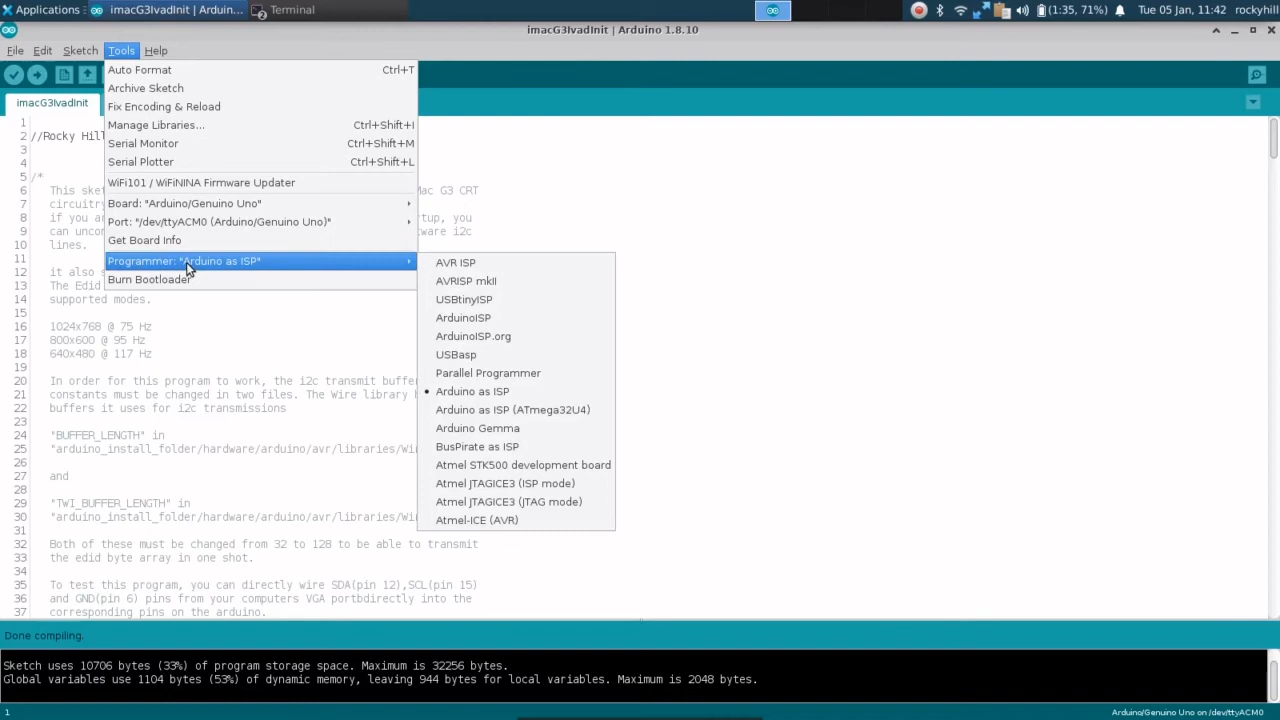 Applications
imacG3IvadInit | Arduin...
Terminal
(1:35, 71%)
Tue 05 Jan, 11:42
rockyhill
imacG3IvadInit | Arduino 1.8.10
File Edit Sketch Tools Help
Auto Format Ctrl+T
Archive Sketch
Fix Encoding & Reload
Manage Libraries... Ctrl+Shift+I
Serial Monitor Ctrl+Shift+M
Serial Plotter Ctrl+Shift+L
WiFi101 / WiFiNINA Firmware Updater
Board: "Arduino/Genuino Uno"
Port: "/dev/ttyACM0 (Arduino/Genuino Uno)"
Get Board Info
Programmer: "Arduino as ISP"
Burn Bootloader
AVR ISP
AVRISP mkII
USBtinyISP
ArduinoISP
ArduinoISP.org
USBasp
Parallel Programmer
Arduino as ISP
Arduino as ISP (ATmega32U4)
Arduino Gemma
BusPirate as ISP
Atmel STK500 development board
Atmel JTAGICE3 (ISP mode)
Atmel JTAGICE3 (JTAG mode)
Atmel-ICE (AVR)
imacG3IvadInit
1
2 //Rocky Hill
3
4
5 /*
6 This sket Mac G3 CRT
7 circuitry
8 if you ar tup, you
9 can uncom tware i2c
10 lines.
11
12 it also s
13 The Edid
14 supported modes.
15
16 1024x768 @ 75 Hz
17 800x600 @ 95 Hz
18 640x480 @ 117 Hz
19
20 In order for this program to work, the i2c transmit buffe
21 constants must be changed in two files. The Wire library h
22 buffers it uses for i2c transmissions
23
24 "BUFFER_LENGTH" in
25 "arduino_install_folder/hardware/arduino/avr/libraries/Wi
26
27 and
28
29 "TWI_BUFFER_LENGTH" in
30 "arduino_install_folder/hardware/arduino/avr/libraries/Wi
31
32 Both of these must be changed from 32 to 128 to be able to transmit
33 the edid byte array in one shot.
34
35 To test this program, you can directly wire SDA(pin 12),SCL(pin 15)
36 and GND(pin 6) pins from your computers VGA portbdirectly into the
37 corresponding pins on the arduino.
Done compiling.
Sketch uses 10706 bytes (33%) of program storage space. Maximum is 32256 bytes.
Global variables use 1104 bytes (53%) of dynamic memory, leaving 944 bytes for local variables. Maximum is 2048 bytes.
1
Arduino/Genuino Uno on /dev/ttyACM0